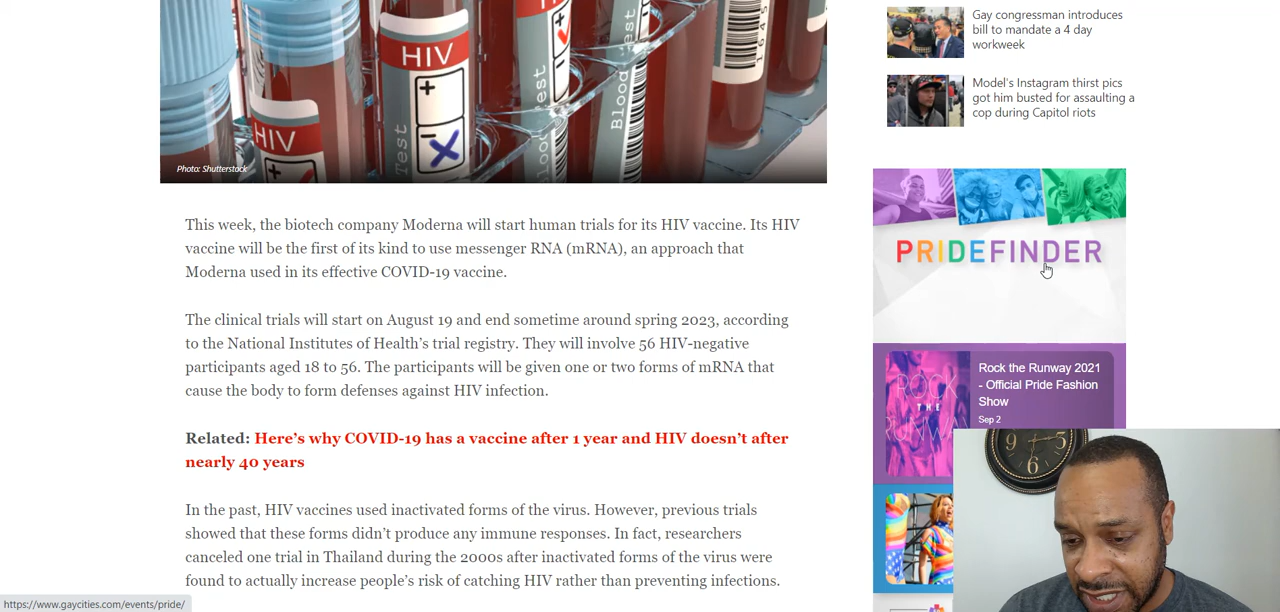 HIV
+
-
Test
HIV
Test
HI
Blood Test
Blood Test
Photo: Shutterstock
This week, the biotech company Moderna will start human trials for its HIV vaccine. Its HIV
vaccine will be the first of its kind to use messenger RNA (mRNA), an approach that
Moderna used in its effective COVID-19 vaccine.
The clinical trials will start on August 19 and end sometime around spring 2023, according
to the National Institutes of Health’s trial registry. They will involve 56 HIV-negative
participants aged 18 to 56. The participants will be given one or two forms of mRNA that
cause the body to form defenses against HIV infection.
Related: Here’s why COVID-19 has a vaccine after 1 year and HIV doesn’t after
nearly 40 years
In the past, HIV vaccines used inactivated forms of the virus. However, previous trials
showed that these forms didn’t produce any immune responses. In fact, researchers
canceled one trial in Thailand during the 2000s after inactivated forms of the virus were
found to actually increase people’s risk of catching HIV rather than preventing infections.
https://www.gaycities.com/events/pride/
Gay congressman introduces
bill to mandate a 4 day
workweek
Model's Instagram thirst pics
got him busted for assaulting a
cop during Capitol riots
PRIDEFINDER
ROCK
THE
RUNWAY
Rock the Runway 2021
- Official Pride Fashion
Show
Sep 2